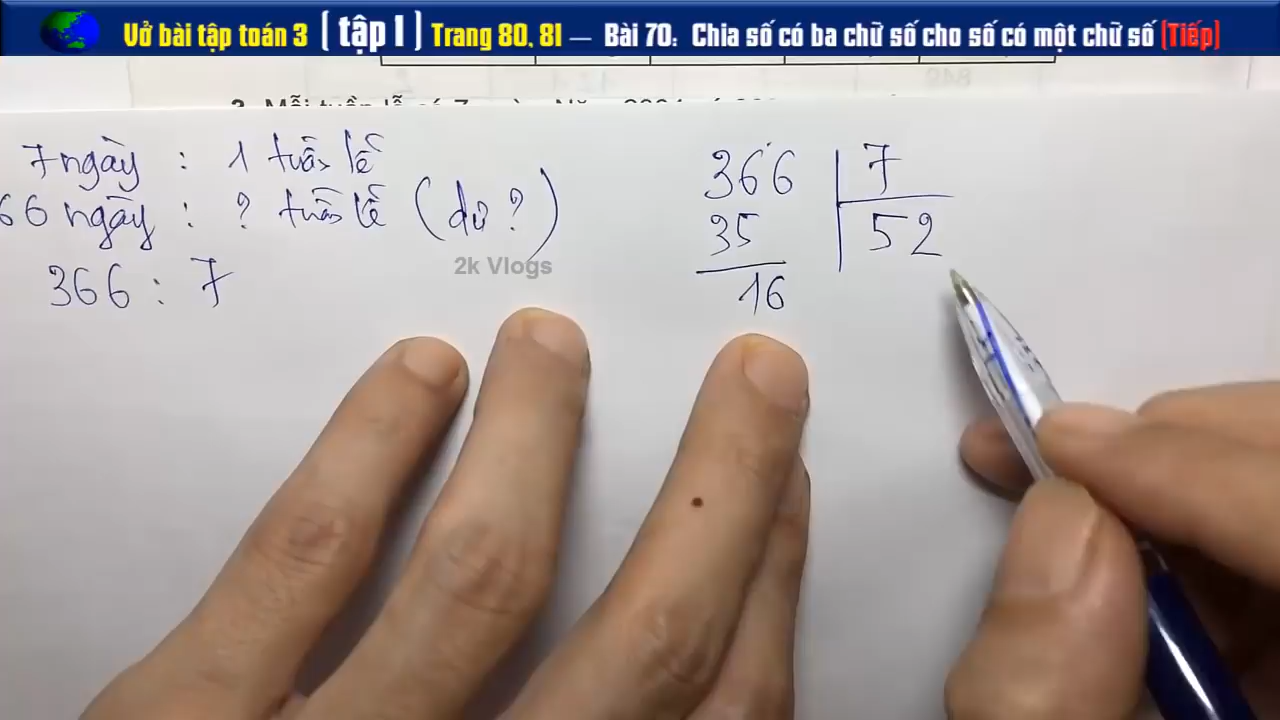 Vở bài tập toán 3 ( tập 1 ) Trang 80, 81 – Bài 70: Chia số có ba chữ số cho số có một chữ số (Tiếp)
7 ngày : 1 tuần lễ
66 ngày : ? tuần lễ (dư ?)
2k Vlogs
366 : 7
366 7
35 52
16